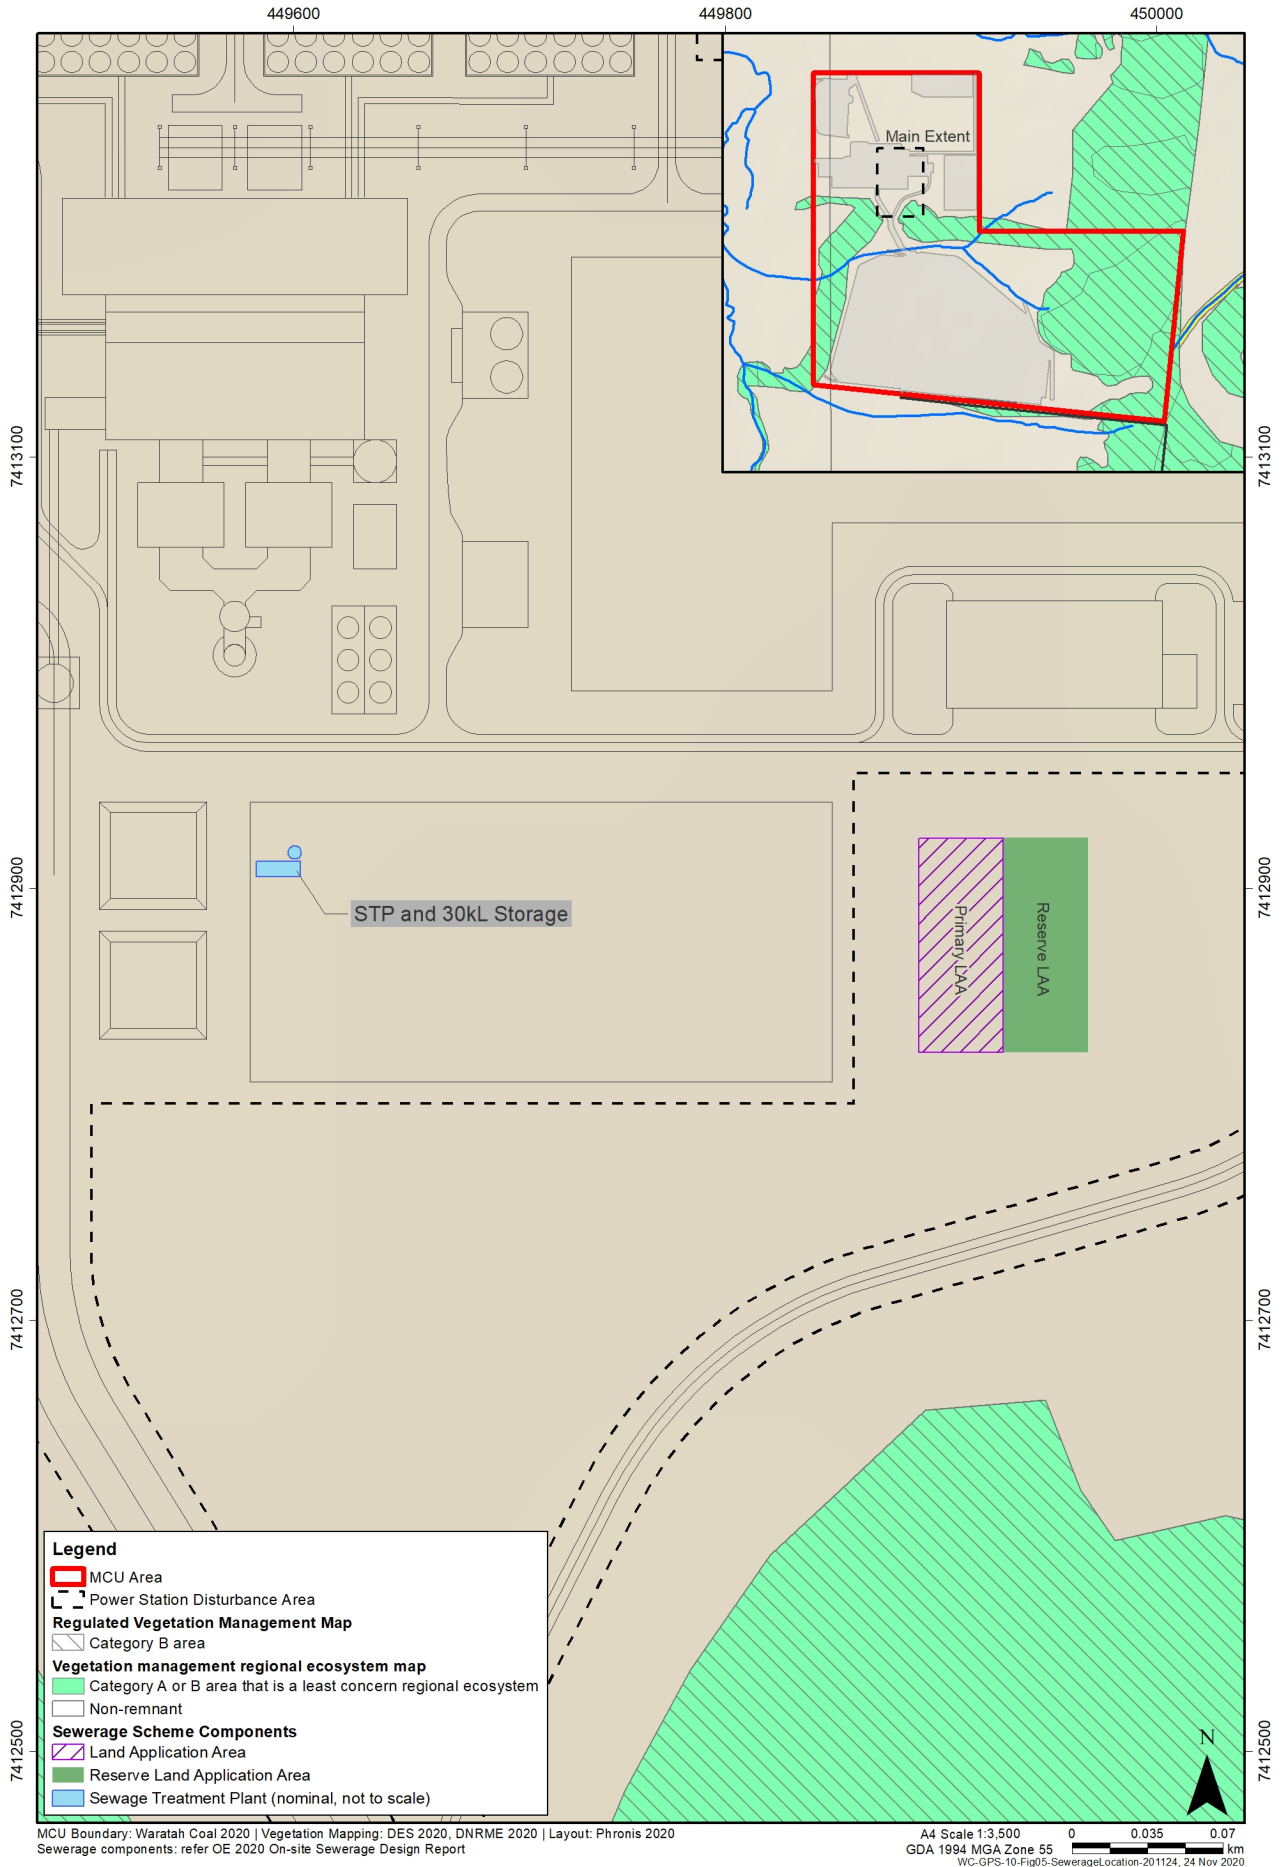 449600
449800
450000
Main Extent
7413100
7413100
7412900
7412900
STP and 30kL Storage
Primary LAA
Reserve LAA
7412700
7412700
Legend
MCU Area
Power Station Disturbance Area
Regulated Vegetation Management Map
Category B area
Vegetation management regional ecosystem map
Category A or B area that is a least concern regional ecosystem
Non-remnant
Sewerage Scheme Components
Land Application Area
Reserve Land Application Area
Sewage Treatment Plant (nominal, not to scale)
7412500
7412500
N
MCU Boundary: Waratah Coal 2020 | Vegetation Mapping: DES 2020, DNRME 2020 | Layout: Phronis 2020
Sewerage components: refer OE 2020 On-site Sewerage Design Report
A4 Scale 1:3,500
GDA 1994 MGA Zone 55
0 0.035 0.07
km
WC-GPS-10-Fig05-SewerageLocation-201124, 24 Nov 2020